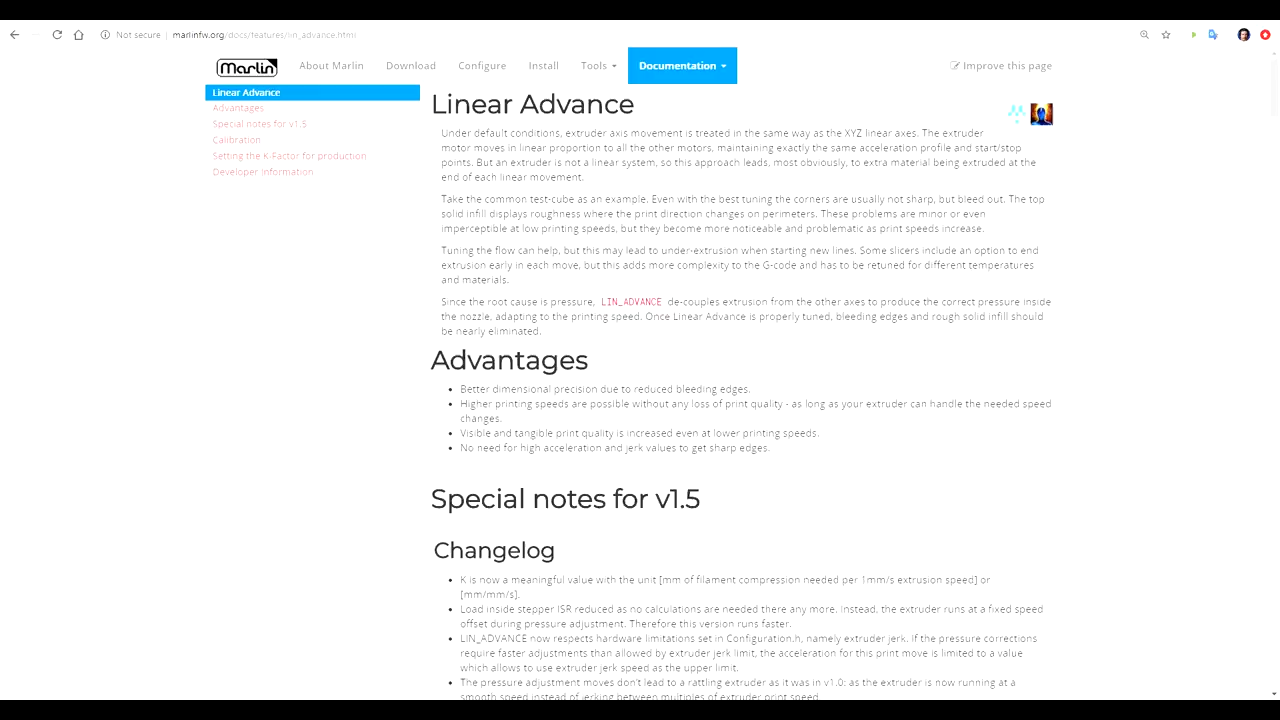 Not secure | marlinfw.org/docs/features/lin_advance.html
Marlin About Marlin Download Configure Install Tools Documentation Improve this page
Linear Advance
Advantages
Special notes for v1.5
Calibration
Setting the K-Factor for production
Developer Information
Linear Advance
Under default conditions, extruder axis movement is treated in the same way as the XYZ linear axes. The extruder
motor moves in linear proportion to all the other motors, maintaining exactly the same acceleration profile and start/stop
points. But an extruder is not a linear system, so this approach leads, most obviously, to extra material being extruded at the
end of each linear movement.
Take the common test-cube as an example. Even with the best tuning the corners are usually not sharp, but bleed out. The top
solid infill displays roughness where the print direction changes on perimeters. These problems are minor or even
imperceptible at low printing speeds, but they become more noticeable and problematic as print speeds increase.
Tuning the flow can help, but this may lead to under-extrusion when starting new lines. Some slicers include an option to end
extrusion early in each move, but this adds more complexity to the G-code and has to be retuned for different temperatures
and materials.
Since the root cause is pressure, LIN_ADVANCE de-couples extrusion from the other axes to produce the correct pressure inside
the nozzle, adapting to the printing speed. Once Linear Advance is properly tuned, bleeding edges and rough solid infill should
be nearly eliminated.
Advantages
• Better dimensional precision due to reduced bleeding edges.
• Higher printing speeds are possible without any loss of print quality - as long as your extruder can handle the needed speed
changes.
• Visible and tangible print quality is increased even at lower printing speeds.
• No need for high acceleration and jerk values to get sharp edges.
Special notes for v1.5
Changelog
• K is now a meaningful value with the unit [mm of filament compression needed per 1mm/s extrusion speed] or
[mm/mm/s].
• Load inside stepper ISR reduced as no calculations are needed there any more. Instead, the extruder runs at a fixed speed
offset during pressure adjustment. Therefore this version runs faster.
• LIN_ADVANCE now respects hardware limitations set in Configuration.h, namely extruder jerk. If the pressure corrections
require faster adjustments than allowed by extruder jerk limit, the acceleration for this print move is limited to a value
which allows to use extruder jerk speed as the upper limit.
• The pressure adjustment moves don't lead to a rattling extruder as it was in v1.0: as the extruder is now running at a
smooth speed instead of jerking between multiples of extruder print speed.